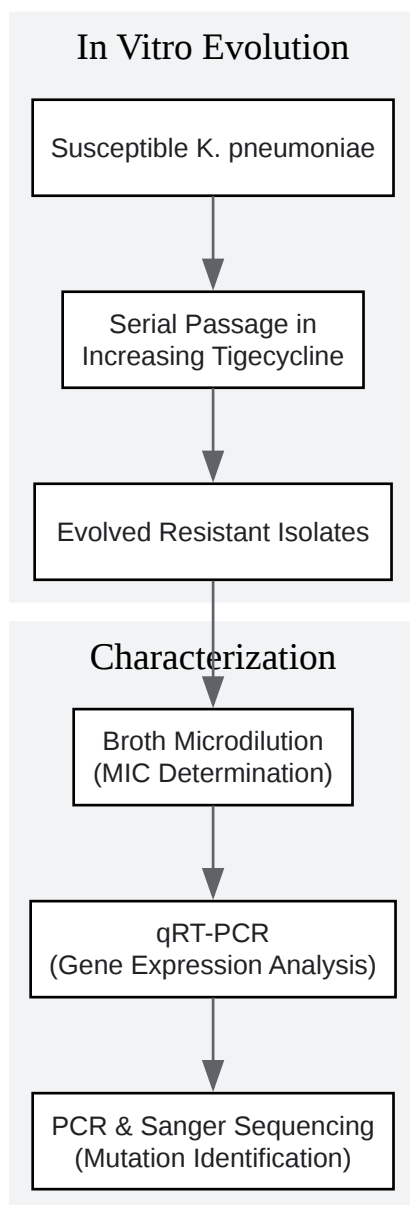 In Vitro Evolution
Susceptible K. pneumoniae
Serial Passage in
Increasing Tigecycline
Evolved Resistant Isolates
Characterization
Broth Microdilution
(MIC Determination)
qRT-PCR
(Gene Expression Analysis)
PCR & Sanger Sequencing
(Mutation Identification)